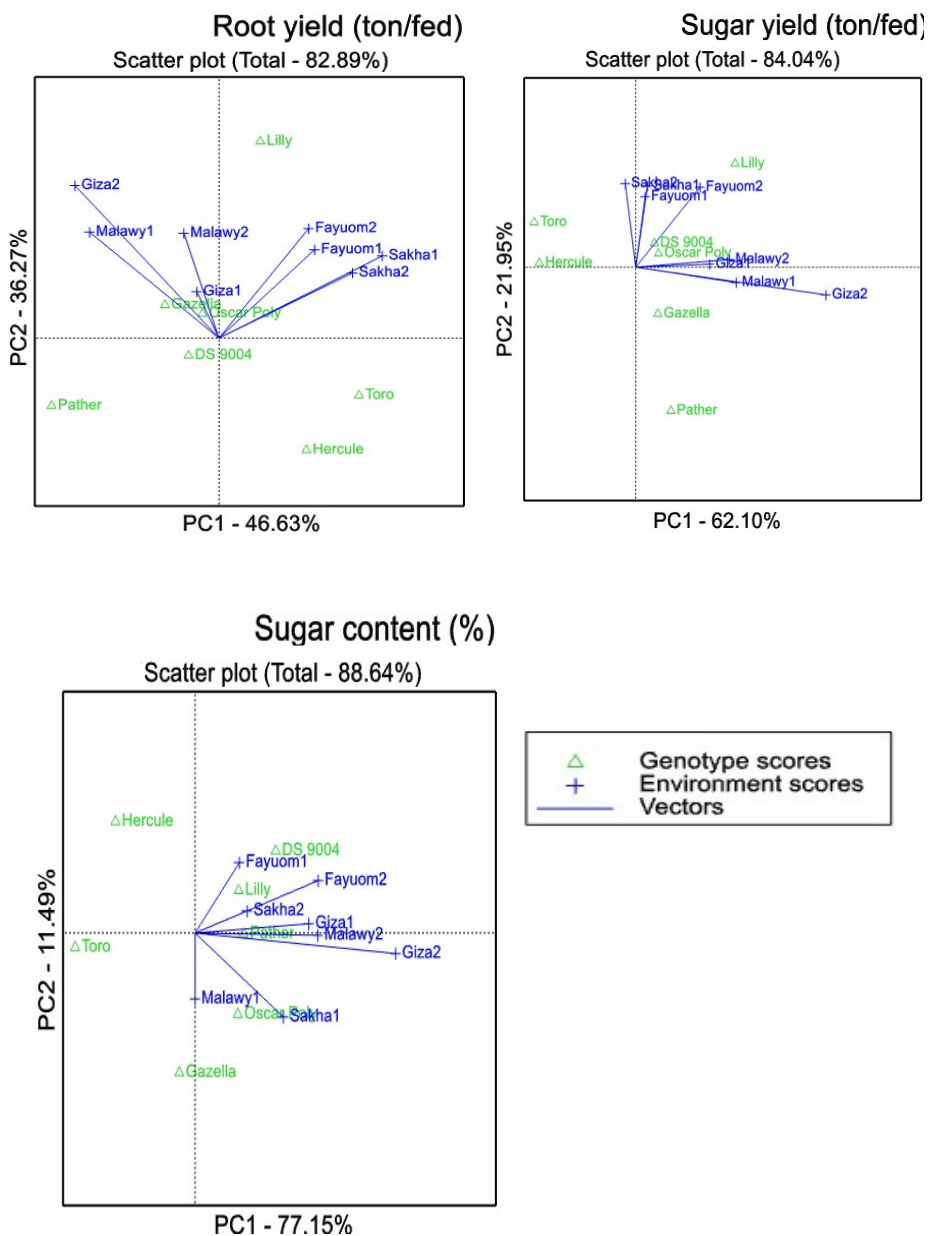 Root yield (ton/fed)
Scatter plot (Total - 82.89%)
Lilly
Giza2
Malawy1
Malawy2
Fayuom2
Fayuom1
Sakha1
Sakha2
Giza1
Gazella
Oscar Poly
DS 9004
Toro
Pather
Hercule
PC2 - 36.27%
PC1 - 46.63%
Sugar yield (ton/fed)
Scatter plot (Total - 84.04%)
Lilly
Sakha2
Sakha1
Fayuom2
Fayuom1
Toro
DS 9004
Oscar Poly
Hercule
Malawy2
Giza1
Malawy1
Giza2
Gazella
Pather
PC2 - 21.95%
PC1 - 62.10%
Sugar content (%)
Scatter plot (Total - 88.64%)
Hercule
DS 9004
Fayuom1
Fayuom2
Lilly
Sakha2
Giza1
Pather
Malawy2
Toro
Giza2
Malawy1
Oscar Poly
Sakha1
Gazella
PC2 - 11.49%
PC1 - 77.15%
Genotype scores
Environment scores
Vectors